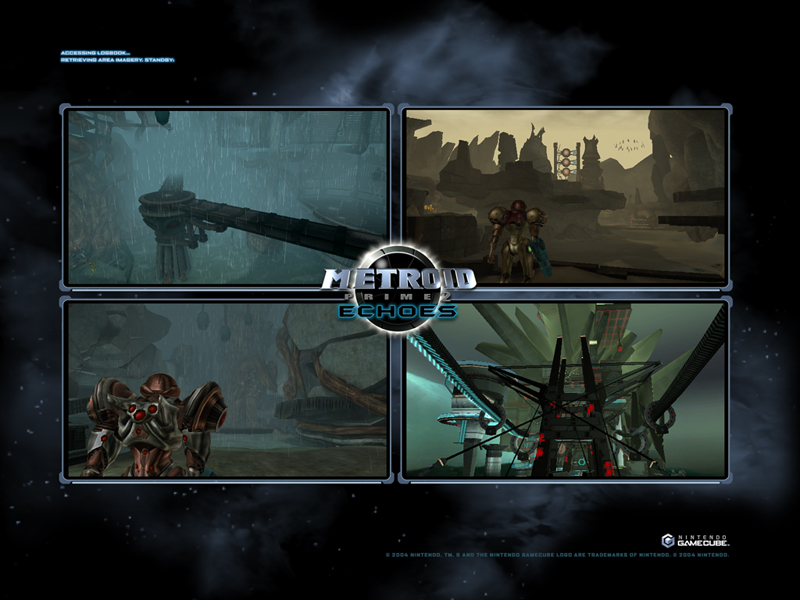 ACCESSING LOGBOOK...
RETRIEVING AREA IMAGERY. STANDBY.
METROID
PRIME 2
ECHOES
NINTENDO
GAMECUBE.
© 2004 NINTENDO. TM, ® AND THE NINTENDO GAMECUBE LOGO ARE TRADEMARKS OF NINTENDO. © 2004 NINTENDO.